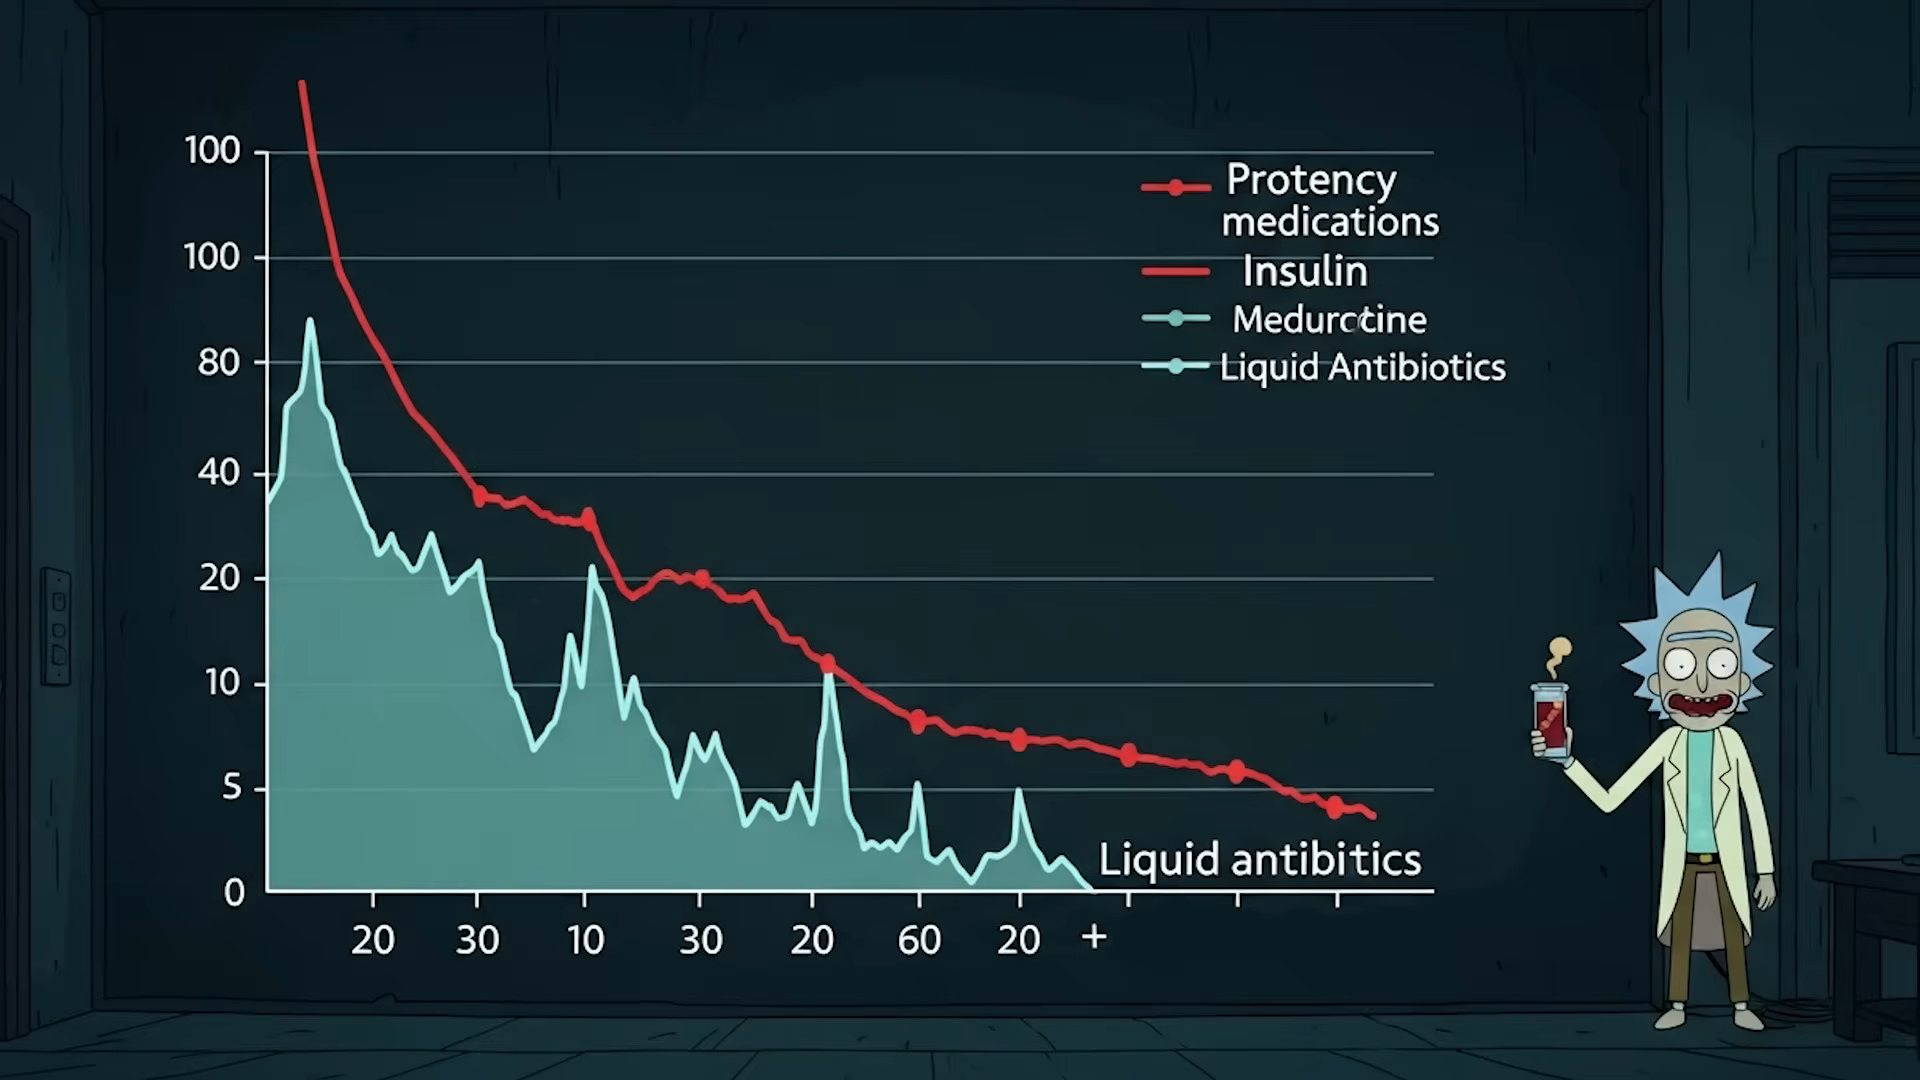 100
100
80
40
20
10
5
0
Protency
medications
Insulin
Liquid Antibiotics
Liquid antibitics
20 30 10 30 20 60 20 +